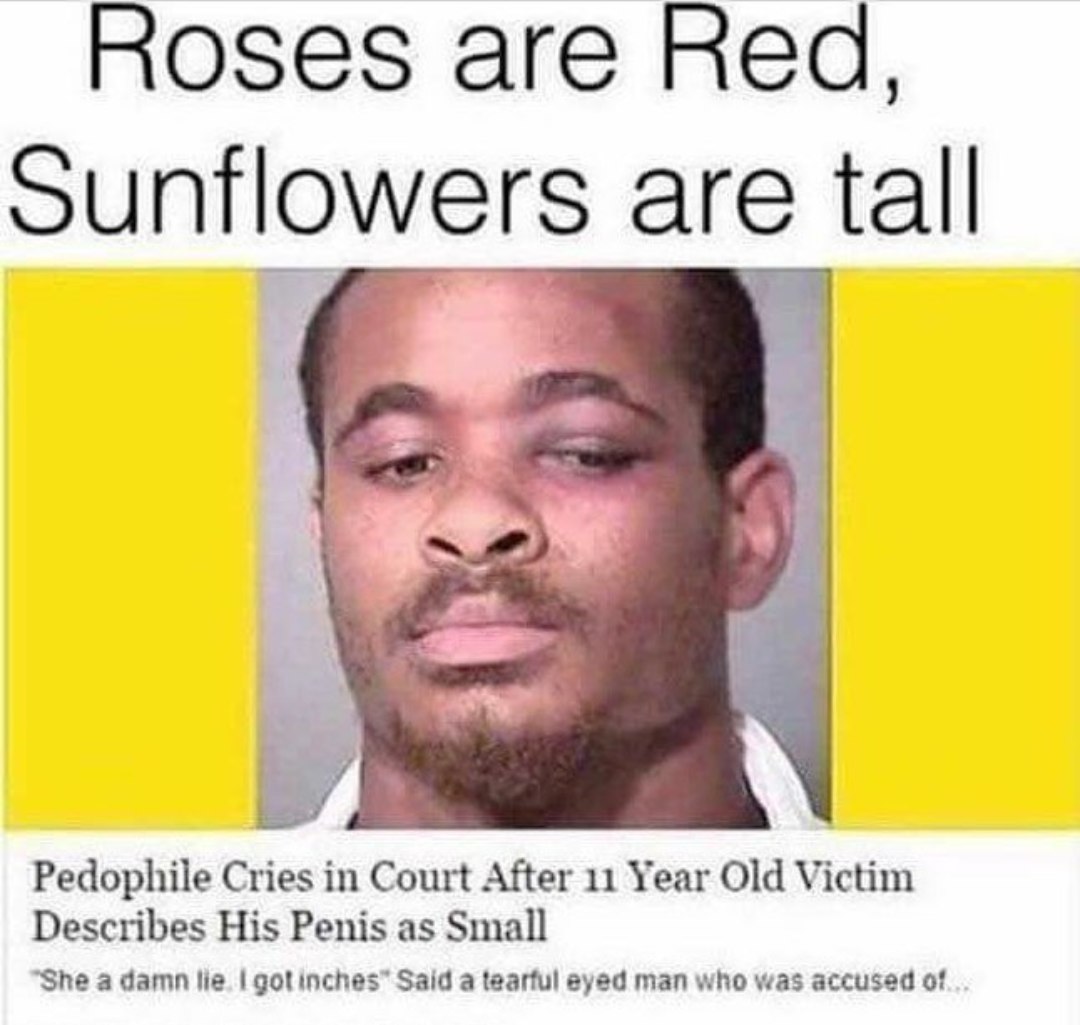 Roses are Red,
Sunflowers are tall
Pedophile Cries in Court After 11 Year Old Victim
Describes His Penis as Small
"She a damn lie. I got inches" Said a tearful eyed man who was accused of...